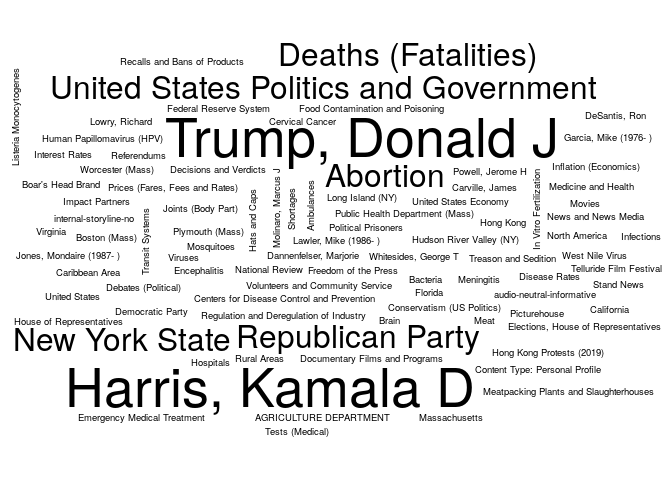 Deaths (Fatalities)
Recalls and Bans of Products
United States Politics and Government
Listeria Monocytogenes
Federal Reserve System
Food Contamination and Poisoning
DeSantis, Ron
Lowry, Richard
Cervical Cancer
Trump, Donald J
Human Papillomavirus (HPV)
Garcia, Mike (1976- )
Interest Rates
Referendums
Worcester (Mass)
Decisions and Verdicts
Abortion
Powell, Jerome H
Inflation (Economics)
Boar's Head Brand
Prices (Fares, Fees and Rates)
Carville, James
Medicine and Health
Impact Partners
Joints (Body Part)
Hats and Caps
Molinaro, Marcus J
Shortages
Ambulances
Long Island (NY)
United States Economy
In Vitro Fertilization
Movies
internal-storyline-no
Public Health Department (Mass)
Hong Kong
News and News Media
Virginia
Boston (Mass)
Transit Systems
Plymouth (Mass)
Political Prisoners
North America
Infections
Mosquitoes
Lawler, Mike (1986- )
Hudson River Valley (NY)
Jones, Mondaire (1987- )
Viruses
Dannenfelser, Marjorie
Whitesides, George T
Treason and Sedition
West Nile Virus
Caribbean Area
Encephalitis
National Review
Freedom of the Press
Telluride Film Festival
Debates (Political)
Volunteers and Community Service
Bacteria
Meningitis
Disease Rates
Stand News
United States
Centers for Disease Control and Prevention
Florida
audio-neutral-informative
Democratic Party
Regulation and Deregulation of Industry
Conservatism (US Politics)
Picturehouse
California
House of Representatives
Brain
Meat
Elections, House of Representatives
New York State
Republican Party
Hospitals
Rural Areas
Documentary Films and Programs
Hong Kong Protests (2019)
Content Type: Personal Profile
Harris, Kamala D
Meatpacking Plants and Slaughterhouses
Emergency Medical Treatment
AGRICULTURE DEPARTMENT
Massachusetts
Tests (Medical)